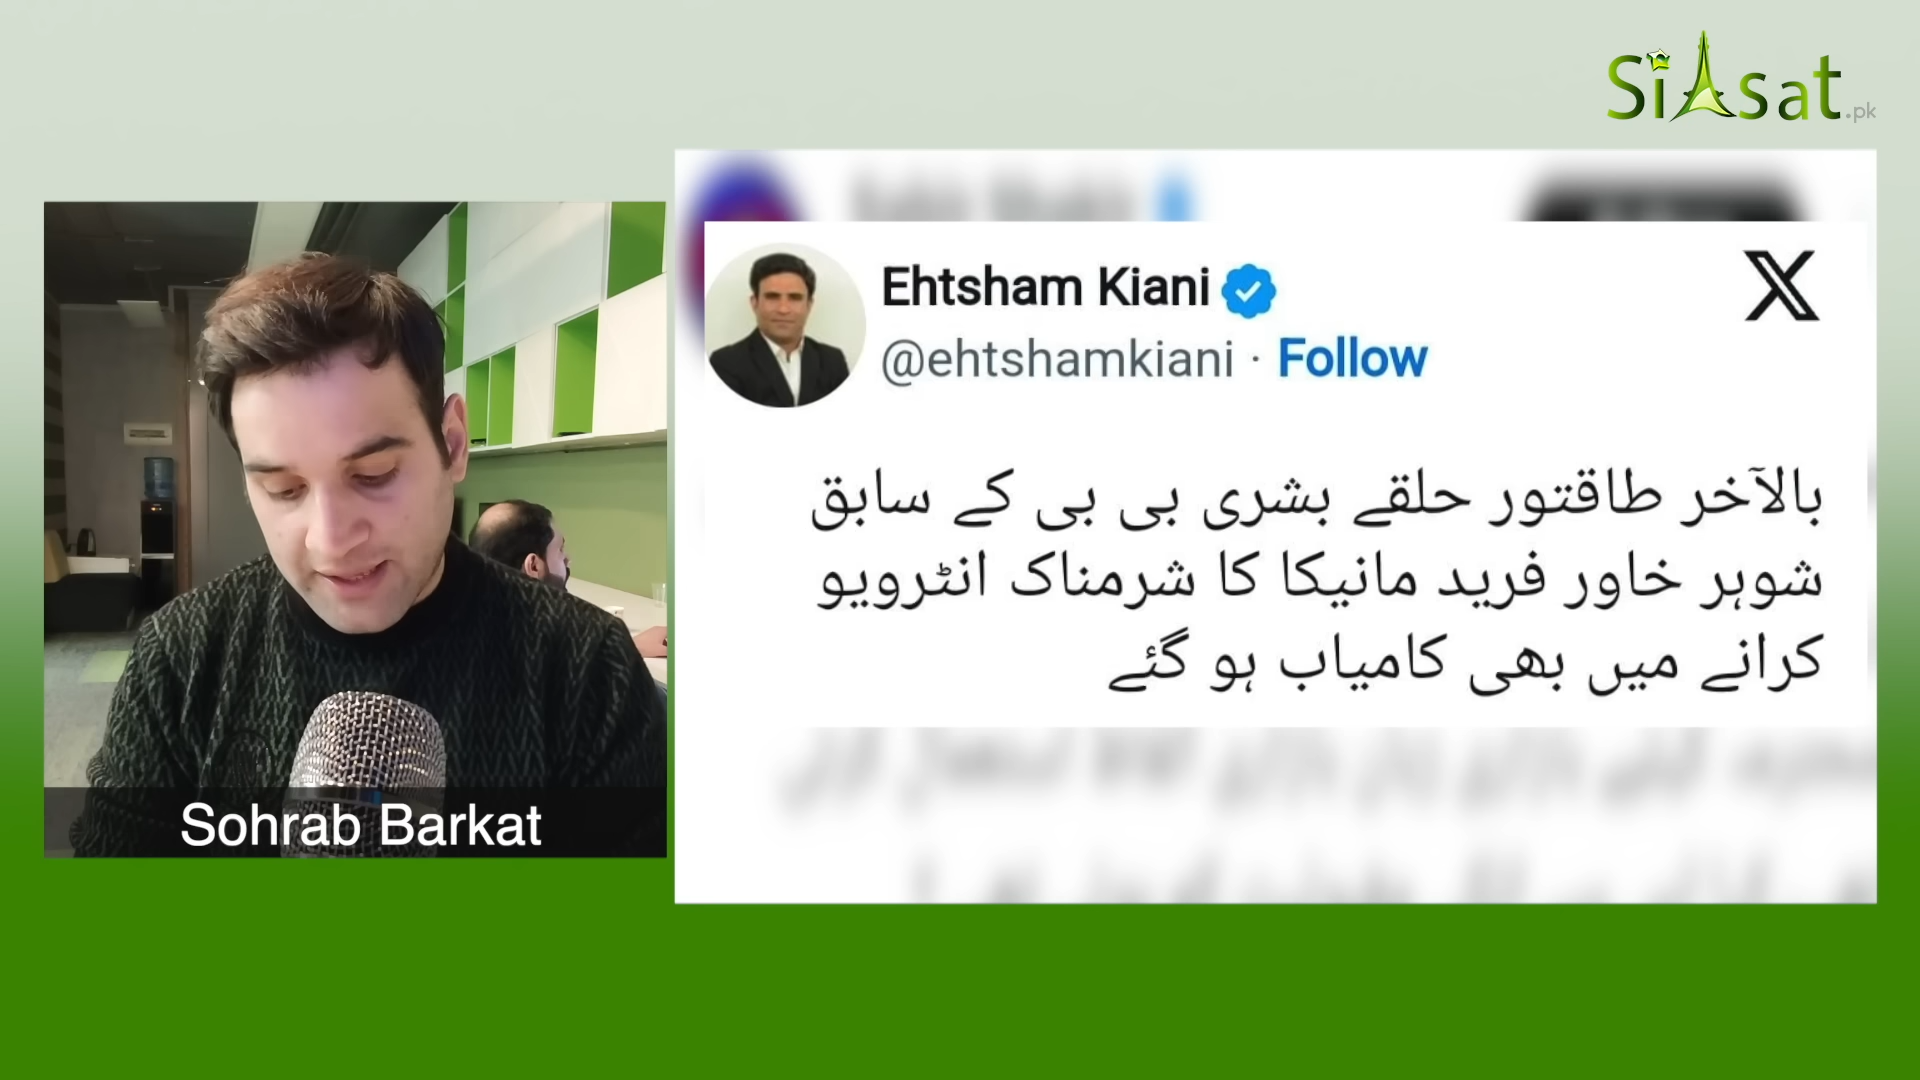 SiAsat.pk
Ehtsham Kiani
@ehtshamkiani · Follow
بالآخر طاقتور حلقے بشری بی بی کے سابق
شوہر خاور فرید مانیکا کا شرمناک انٹرویو
کرانے میں بھی کامیاب ہو گئے
Sohrab Barkat